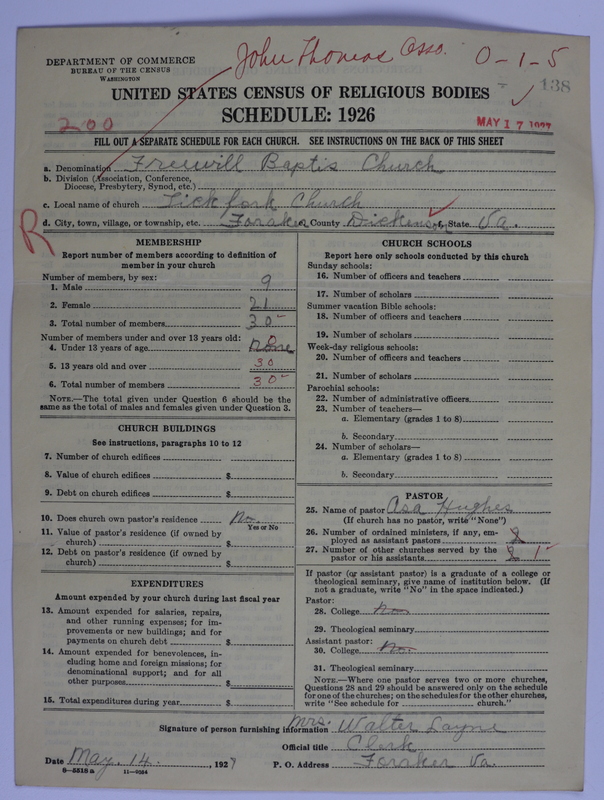 John Thomas Asso. 0-1-5
DEPARTMENT OF COMMERCE
BUREAU OF THE CENSUS
WASHINGTON
138
UNITED STATES CENSUS OF RELIGIOUS BODIES
SCHEDULE: 1926
200
MAY 17 1927
FILL OUT A SEPARATE SCHEDULE FOR EACH CHURCH. SEE INSTRUCTIONS ON THE BACK OF THIS SHEET
a. Denomination Freewill Baptis Church
b. Division (Association, Conference,
Diocese, Presbytery, Synod, etc.)
c. Local name of church Lick fork Church
d. City, town, village, or township, etc. Foraker County Dickenson State Va.
R
MEMBERSHIP
Report number of members according to definition of
member in your church
Number of members, by sex:
1. Male 9
2. Female 21
3. Total number of members 30
Number of members under and over 13 years old:
4. Under 13 years of age none 0
5. 13 years old and over 30
6. Total number of members 30
NOTE.—The total given under Question 6 should be the
same as the total of males and females given under Question 3.
CHURCH BUILDINGS
See instructions, paragraphs 10 to 12
7. Number of church edifices
8. Value of church edifices $
9. Debt on church edifices $
10. Does church own pastor's residence No.
Yes or No
11. Value of pastor's residence (if owned by
church) $
12. Debt on pastor's residence (if owned by
church) $
EXPENDITURES
Amount expended by your church during last fiscal year
13. Amount expended for salaries, repairs,
and other running expenses; for im-
provements or new buildings; and for
payments on church debt $
14. Amount expended for benevolences, in-
cluding home and foreign missions; for
denominational support; and for all
other purposes $
15. Total expenditures during year $
CHURCH SCHOOLS
Report here only schools conducted by this church
Sunday schools:
16. Number of officers and teachers
17. Number of scholars
Summer vacation Bible schools:
18. Number of officers and teachers
19. Number of scholars
Week-day religious schools:
20. Number of officers and teachers
21. Number of scholars
Parochial schools:
22. Number of administrative officers
23. Number of teachers—
a. Elementary (grades 1 to 8)
b. Secondary
24. Number of scholars—
a. Elementary (grades 1 to 8)
b. Secondary
PASTOR
25. Name of pastor Asa Hughes
(If church has no pastor, write "None")
26. Number of ordained ministers, if any, em-
ployed as assistant pastors
27. Number of other churches served by the
pastor or his assistants 1
If pastor (or assistant pastor) is a graduate of a college or
theological seminary, give name of institution below. (If
not a graduate, write "No" in the space indicated.)
Pastor:
28. College No
29. Theological seminary
Assistant pastor:
30. College No.
31. Theological seminary
NOTE.—Where one pastor serves two or more churches,
Questions 28 and 29 should be answered only on the schedule
for one of the churches; on the schedules for the other churches,
write "See schedule for church."
Signature of person furnishing information Mrs. Walter Layne
Official title Clerk
Date May. 14. , 1927 P. O. Address Foraker Va.
6-5518a 11-9084